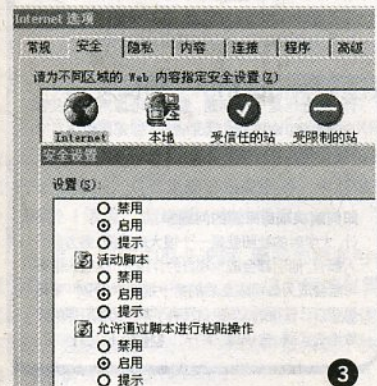 Internet 选项
常规 安全 隐私 内容 连接 程序 高级
请为不同区域的 Web 内容指定安全设置(Z)
Internet 本地 受信任的站 受限制的站
安全设置
设置(S):
禁用
启用
提示
活动脚本
禁用
启用
提示
允许通过脚本进行粘贴操作
禁用
启用
提示
3